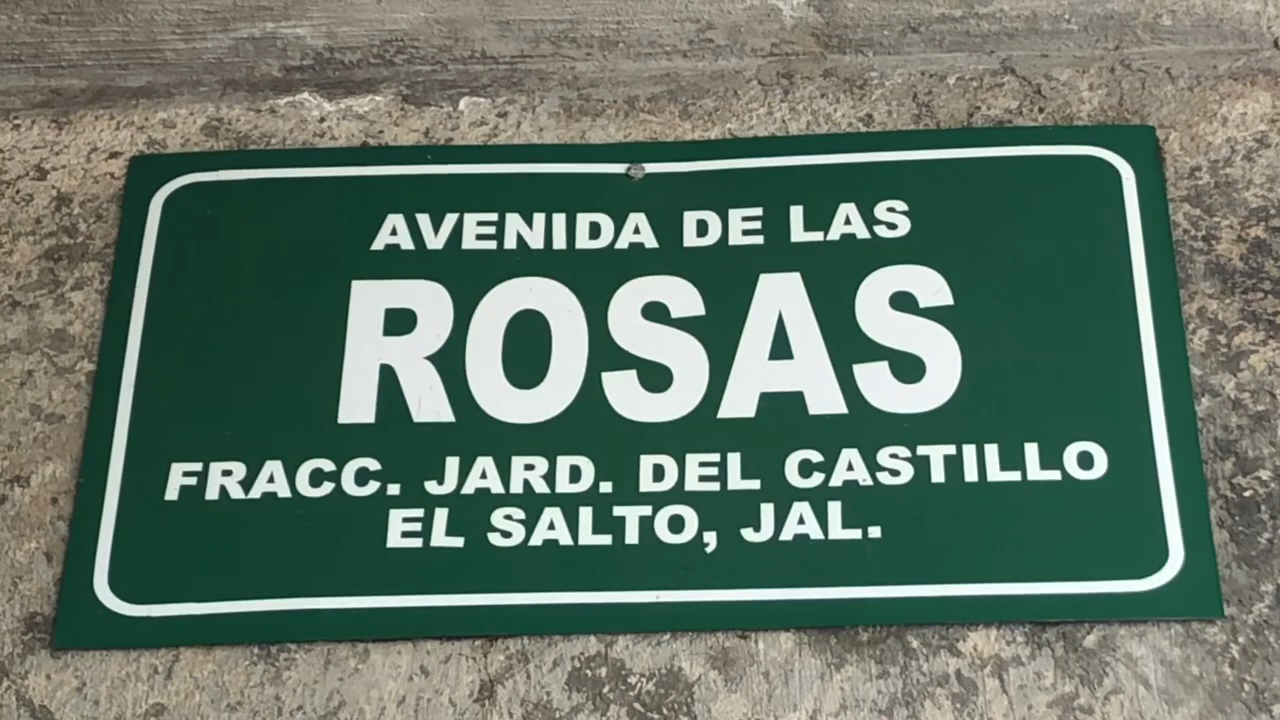 AVENIDA DE LAS
ROSAS
FRACC. JARD. DEL CASTILLO
EL SALTO, JAL.